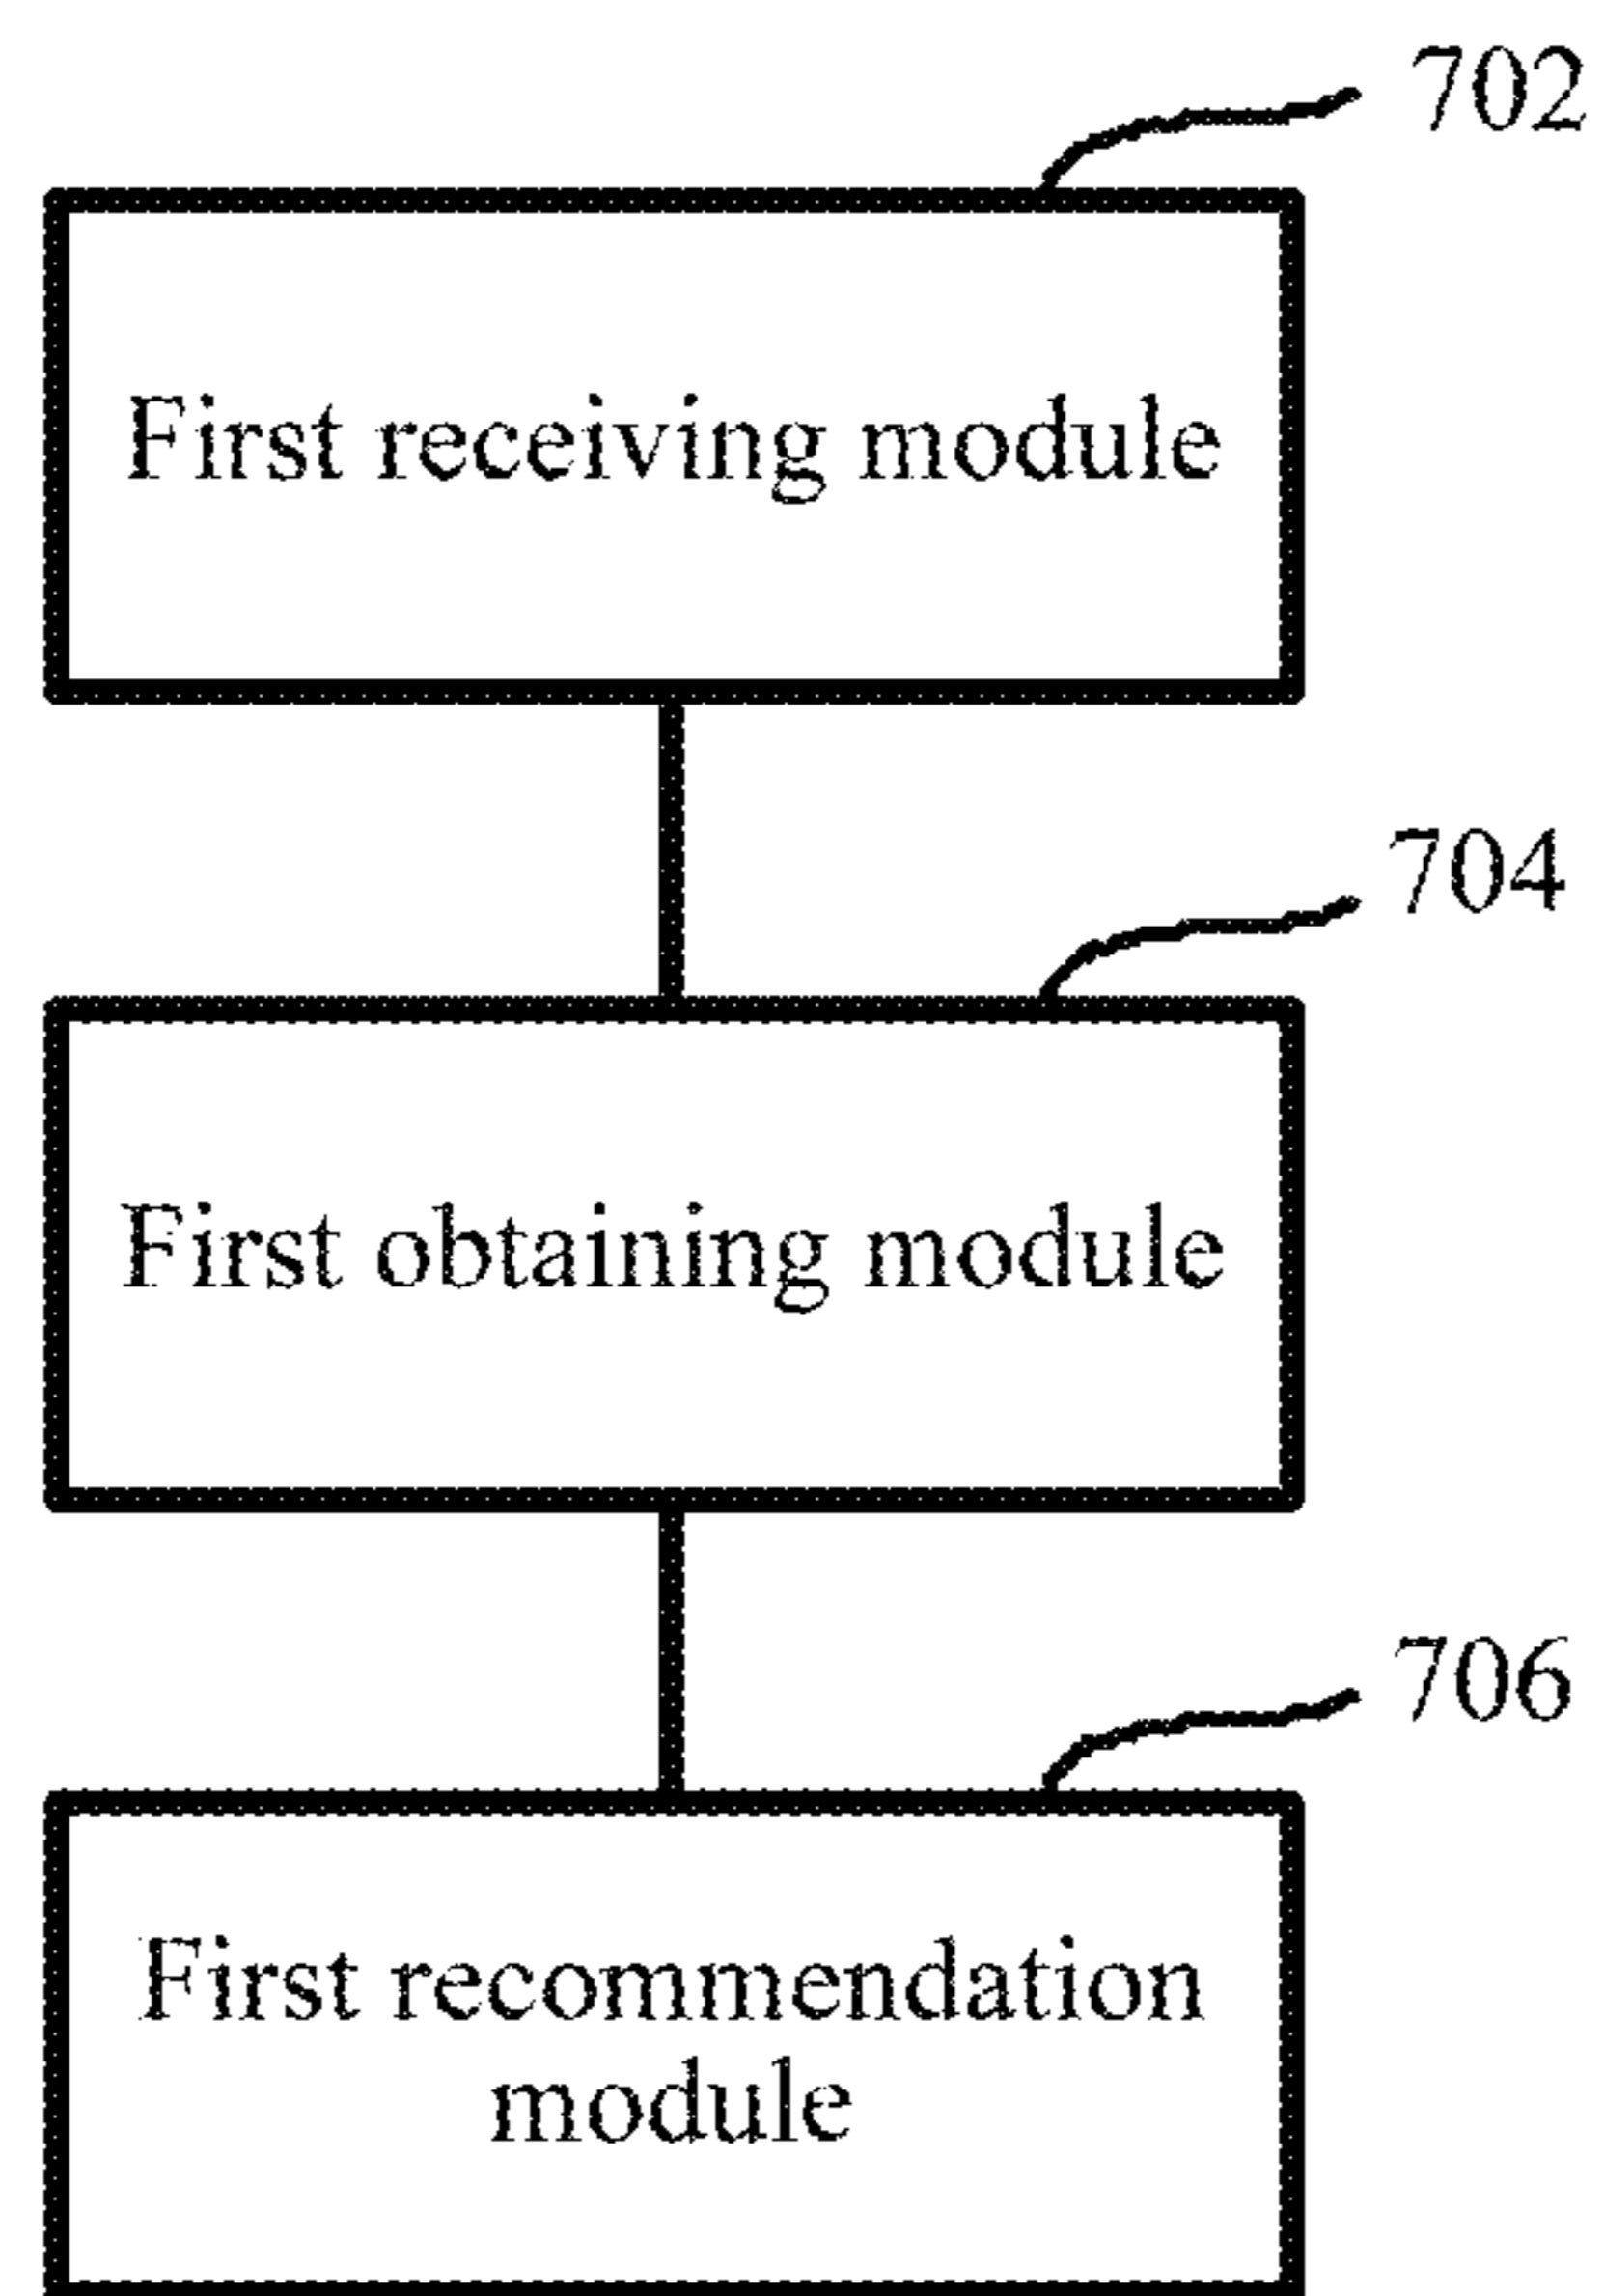 702
First receiving module
704
First obtaining module
706
First recommendation
module